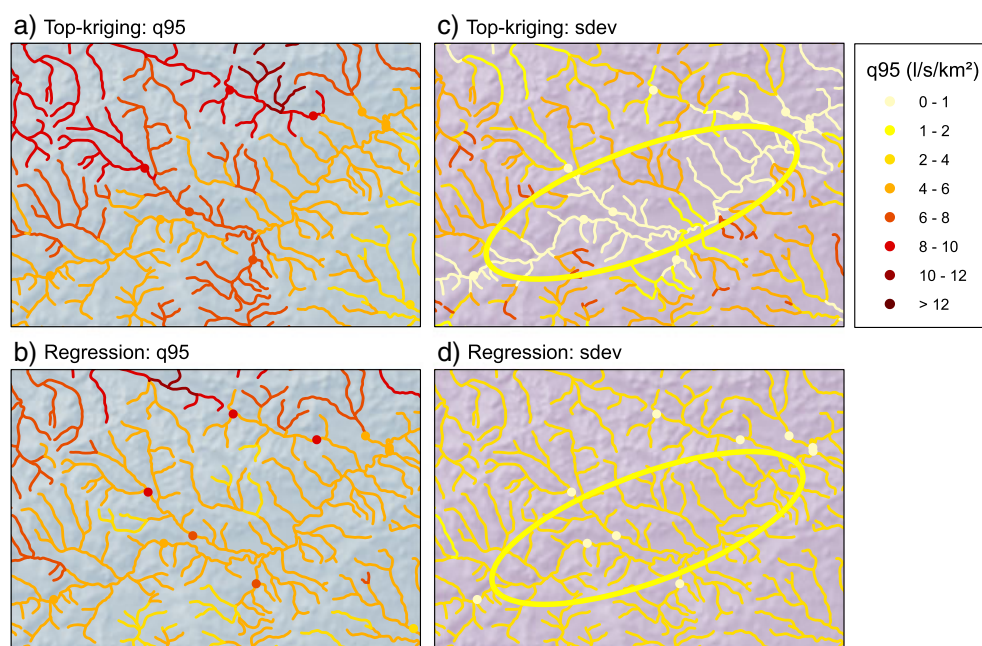 a) Top-kriging: q95
c) Top-kriging: sdev
q95 (l/s/km²)
0 - 1
1 - 2
2 - 4
4 - 6
6 - 8
8 - 10
10 - 12
> 12
b) Regression: q95
d) Regression: sdev